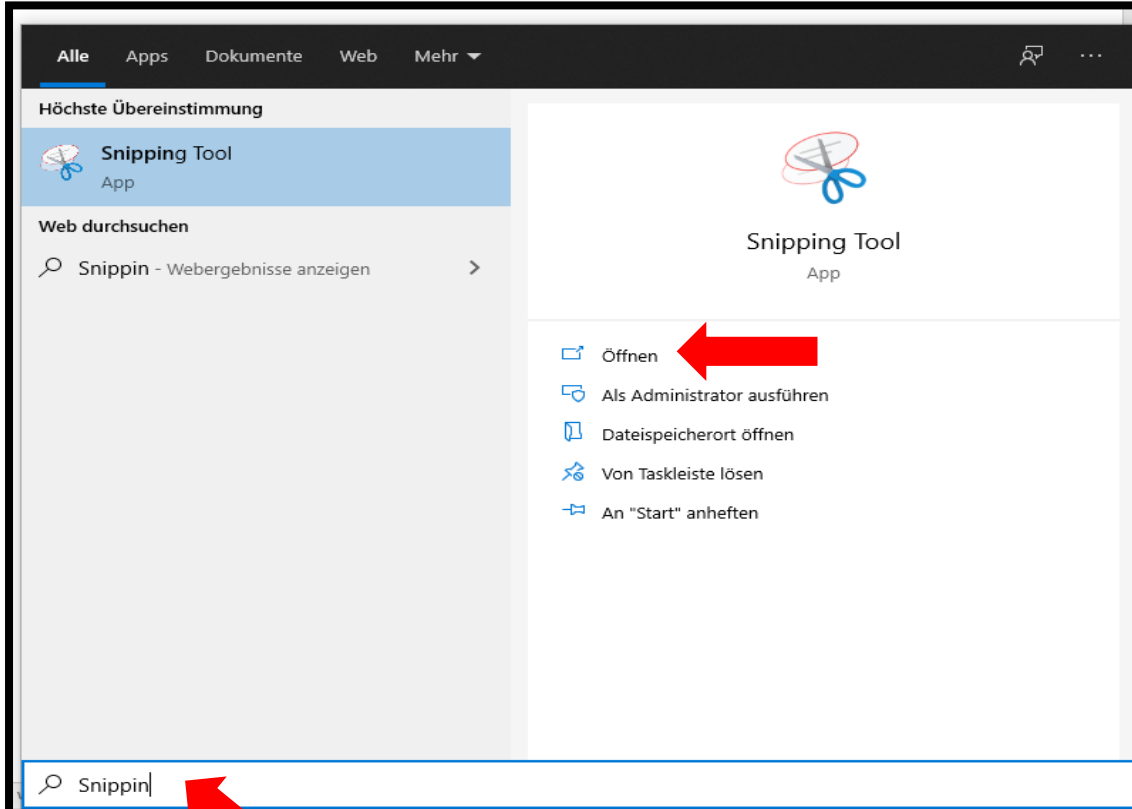 Alle Apps Dokumente Web Mehr
Höchste Übereinstimmung
Snipping Tool
App
Web durchsuchen
Snippin - Webergebnisse anzeigen
Snipping Tool
App
Öffnen
Als Administrator ausführen
Dateispeicherort öffnen
Von Taskleiste lösen
An "Start" anheften
Snippin